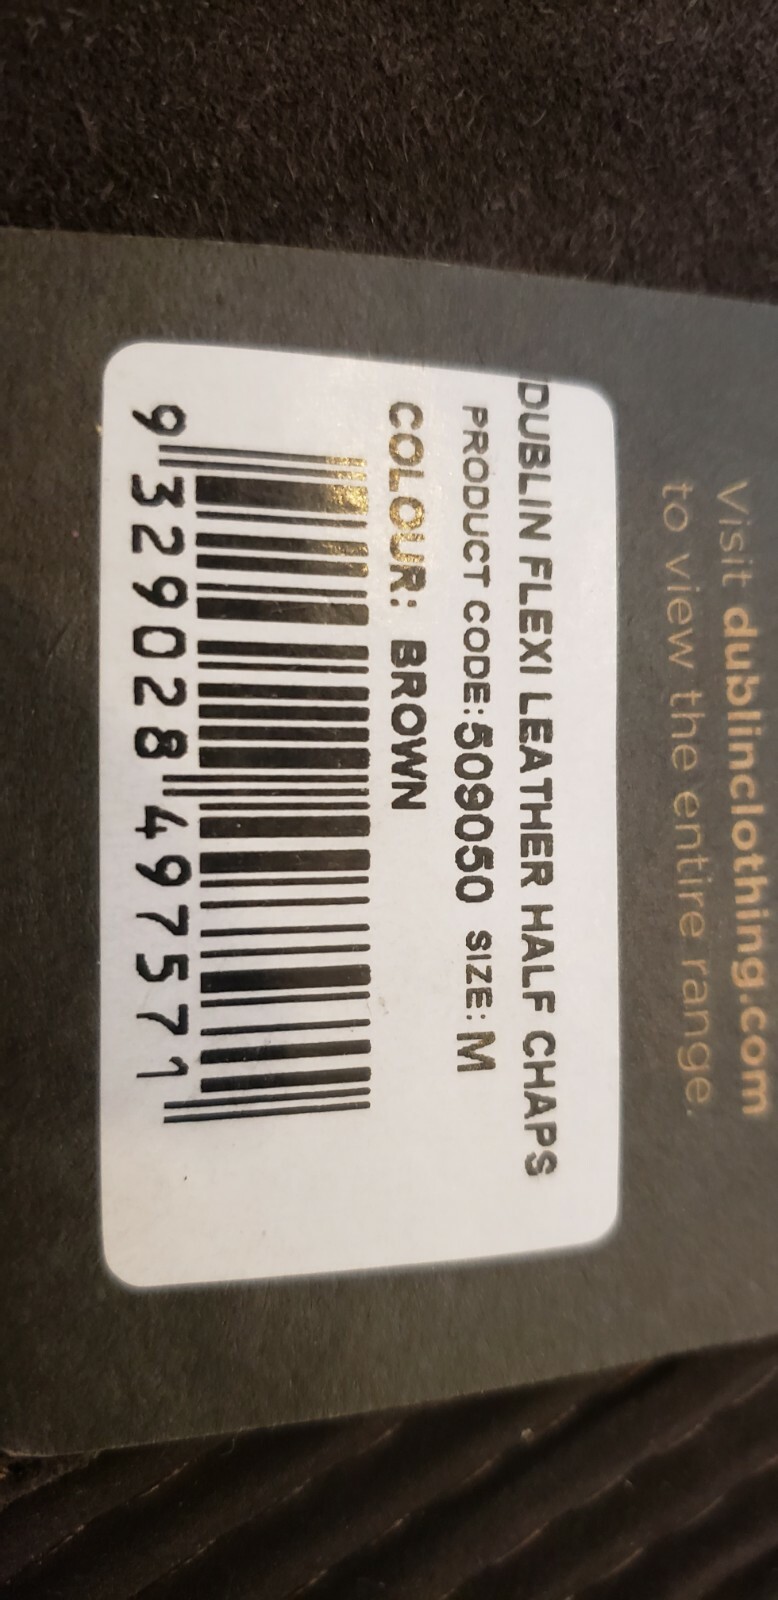 Visit dublinclothing.com
to view the entire range.
DUBLIN FLEXI LEATHER HALF CHAPS
PRODUCT CODE: 509050 SIZE: M
COLOUR: BROWN
9 329028 497571